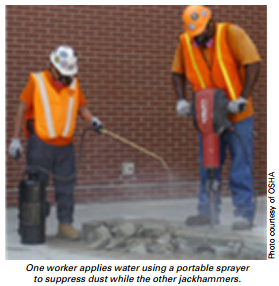 Photo courtesy of OSHA
One worker applies water using a portable sprayer
to suppress dust while the other jackhammers.